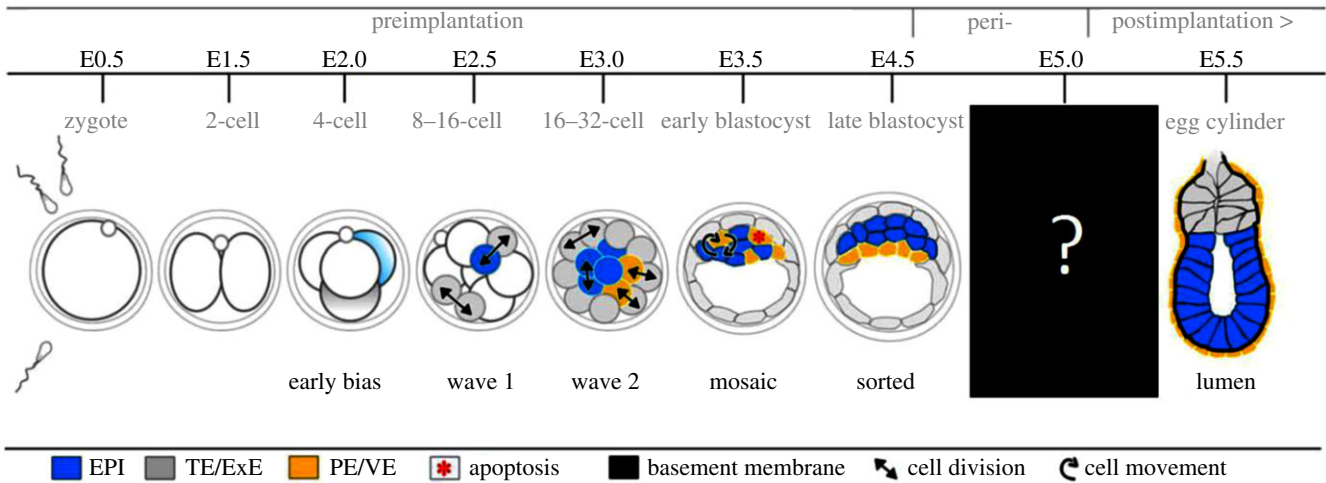 preimplantation peri- postimplantation >
E0.5 E1.5 E2.0 E2.5 E3.0 E3.5 E4.5 E5.0 E5.5
zygote 2-cell 4-cell 8–16-cell 16–32-cell early blastocyst late blastocyst egg cylinder
?
early bias wave 1 wave 2 mosaic sorted lumen
EPI TE/ExE PE/VE apoptosis basement membrane cell division cell movement